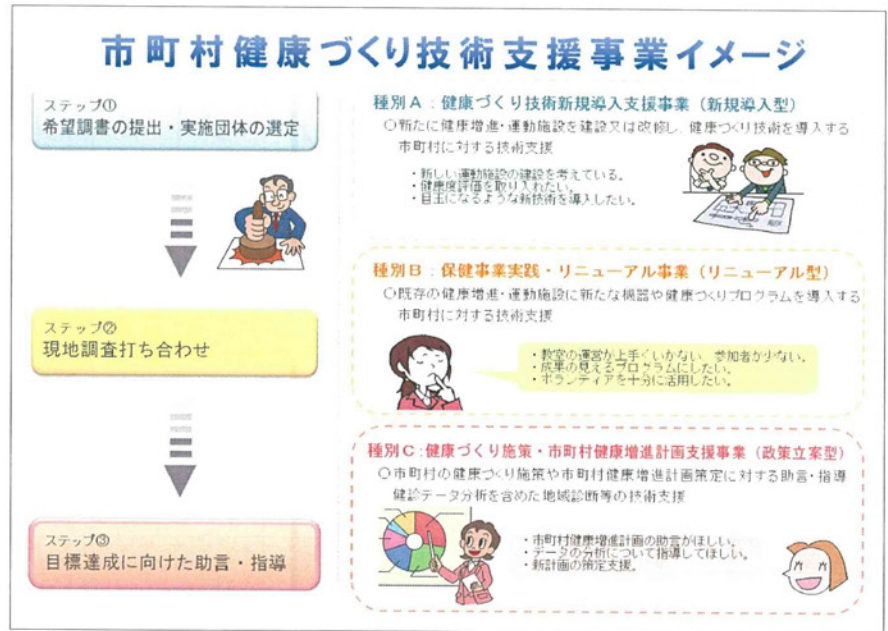 市町村健康づくり技術支援事業イメージ
ステップ①
希望調書の提出・実施団体の選定
ステップ②
現地調査打ち合わせ
ステップ③
目標達成に向けた助言・指導
種別A：健康づくり技術新規導入支援事業（新規導入型）
○新たに健康増進・運動施設を建設又は改修し、健康づくり技術を導入する
市町村に対する技術支援
・新しい運動施設の建設を考えている。
・健康度評価を取り入れたい。
・目玉になるような新技術を導入したい。
種別B：保健事業実践・リニューアル事業（リニューアル型）
○既存の健康増進・運動施設に新たな機器や健康づくりプログラムを導入する
市町村に対する技術支援
・教室の運営が上手くいかない、参加者が少ない。
・成果の見えるプログラムにしたい。
・ボランティアを十分に活用したい。
種別C：健康づくり施策・市町村健康増進計画支援事業（政策立案型）
○市町村の健康づくり施策や市町村健康増進計画策定に対する助言・指導
健診データ分析を含めた地域診断等の技術支援
・市町村健康増進計画の助言がほしい。
・データの分析について指導してほしい。
・新計画の策定支援。